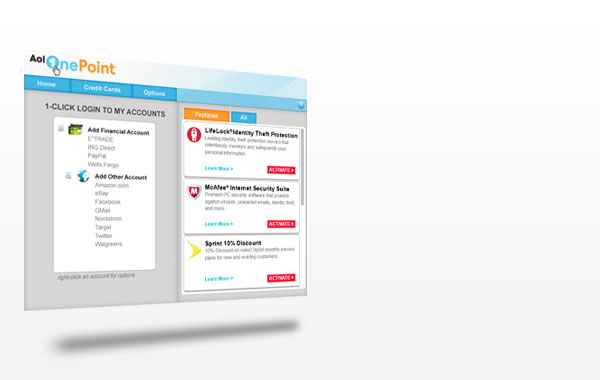 Aol OnePoint
Home Credit Cards Options
?
1-CLICK LOGIN TO MY ACCOUNTS
Add Financial Account
E*TRADE
ING Direct
PayPal
Wells Fargo
Add Other Account
Amazon.com
eBay
Facebook
GMail
Nordstrom
Target
Twitter
Walgreens
right-click an account for options
Featured All
LifeLock® Identity Theft Protection
Leading identity theft protection service that
relentlessly monitors and safeguards your
personal information.
Learn More > ACTIVATE >
McAfee® Internet Security Suite
Premium PC security software that protects
against viruses, unwanted emails, identity theft,
and more.
Learn More > ACTIVATE >
Sprint 10% Discount
10% Discount on select Sprint monthly service
plans for new and existing customers.
Learn More > ACTIVATE >